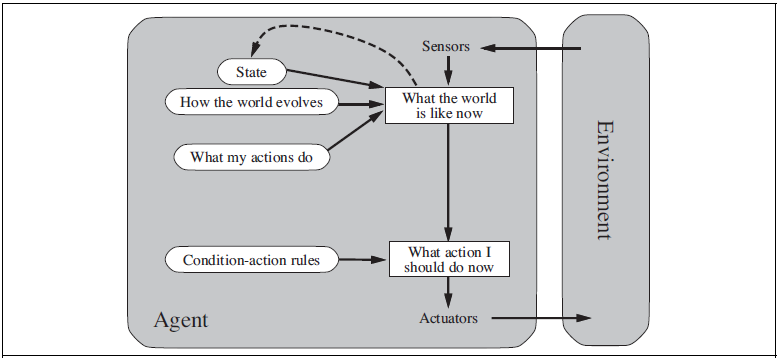 Sensors
State
How the world evolves
What the world
is like now
What my actions do
Environment
Condition-action rules
What action I
should do now
Agent
Actuators